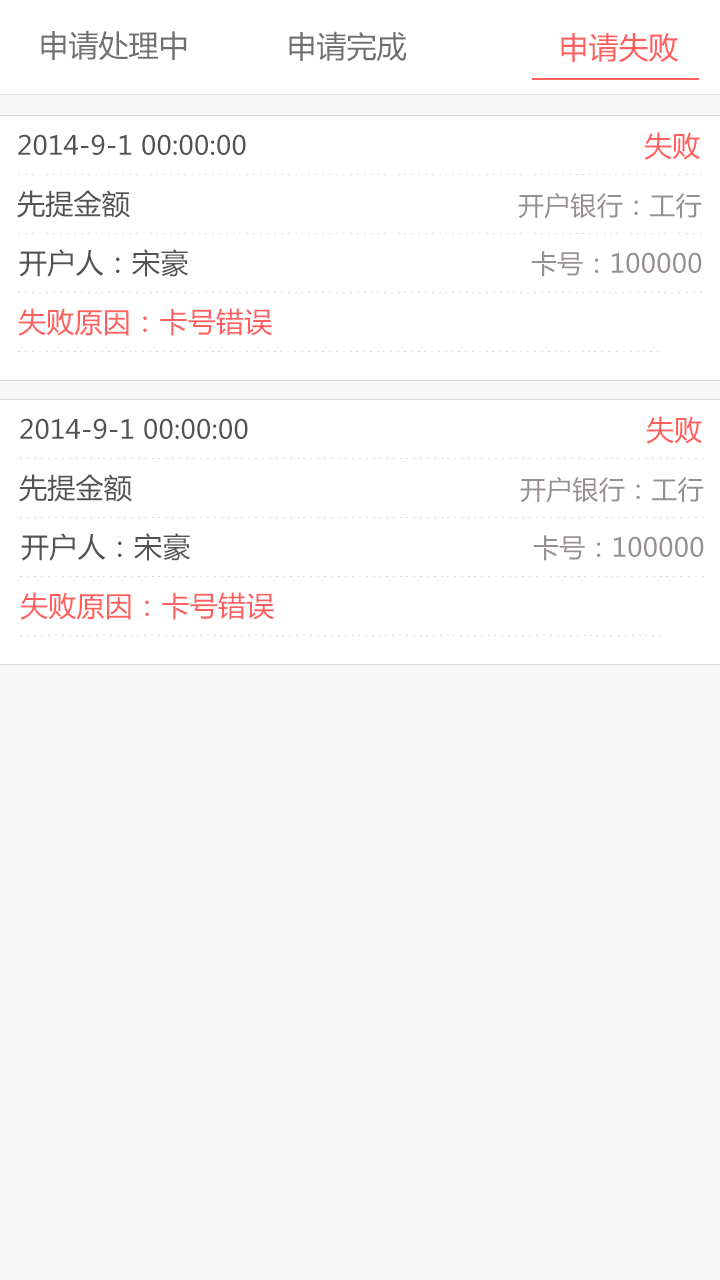 申请处理中 申请完成 申请失败
2014-9-1 00:00:00 失败
先提金额 开户银行：工行
开户人：宋豪 卡号：100000
失败原因：卡号错误
2014-9-1 00:00:00 失败
先提金额 开户银行：工行
开户人：宋豪 卡号：100000
失败原因：卡号错误